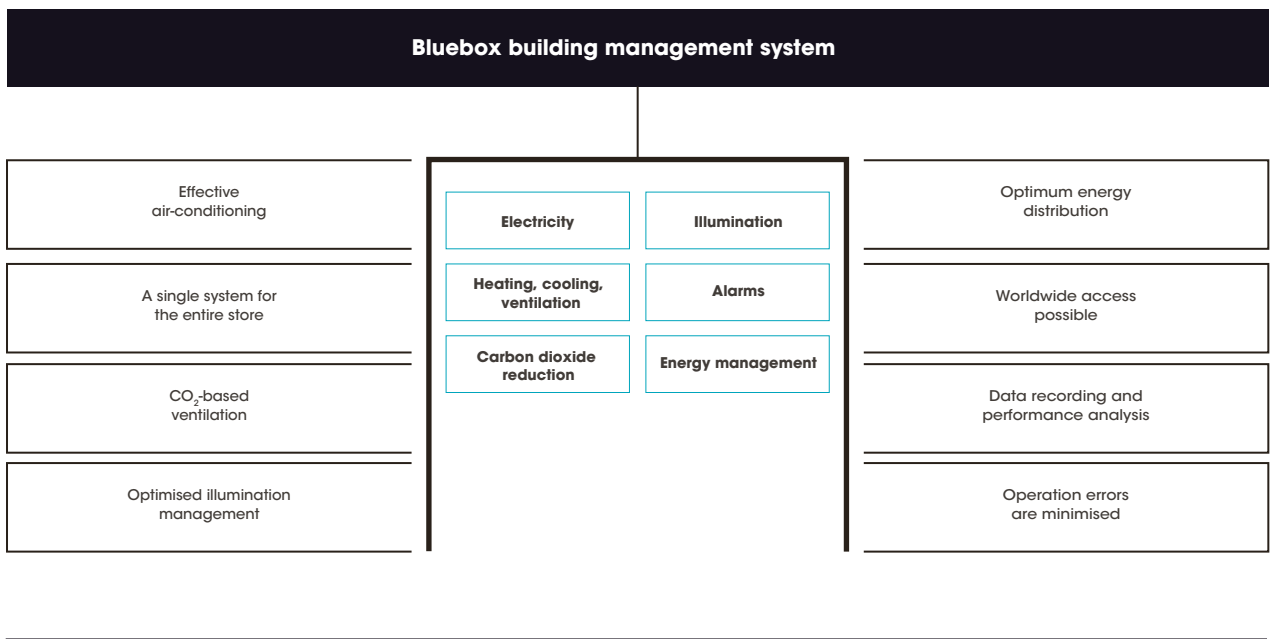 Bluebox building management system
Effective
air-conditioning
A single system for
the entire store
CO₂-based
ventilation
Optimised illumination
management
Electricity
Illumination
Heating, cooling,
ventilation
Alarms
Carbon dioxide
reduction
Energy management
Optimum energy
distribution
Worldwide access
possible
Data recording and
performance analysis
Operation errors
are minimised